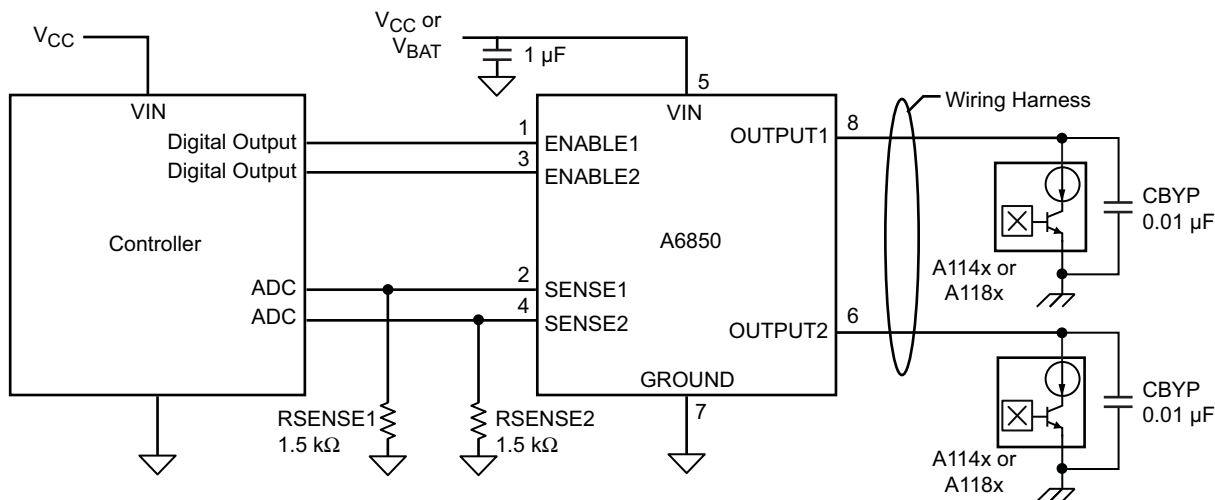 VCC
VCC or
VBAT
1 µF
5
VIN
Digital Output
Digital Output
Controller
ADC
ADC
1
3
2
4
VIN
ENABLE1
ENABLE2
A6850
SENSE1
SENSE2
OUTPUT1
OUTPUT2
GROUND
7
8
6
Wiring Harness
RSENSE1
1.5 kΩ
RSENSE2
1.5 kΩ
CBYP
0.01 µF
A114x or
A118x
CBYP
0.01 µF
A114x or
A118x